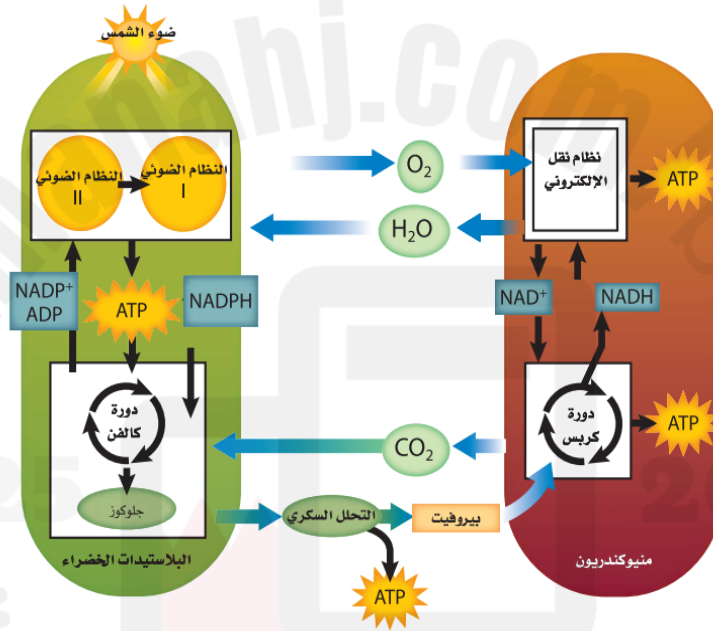 ضوء الشمس
النظام الضوئي
II
النظام الضوئي
I
NADP⁺
ADP
ATP
NADPH
دورة
كالفن
جلوكوز
البلاستيدات الخضراء
O₂
H₂O
CO₂
التحلل السكري
بيروفيت
ATP
نظام نقل
الإلكتروني
ATP
NAD⁺
NADH
دورة
كربس
ATP
منيوكندريون